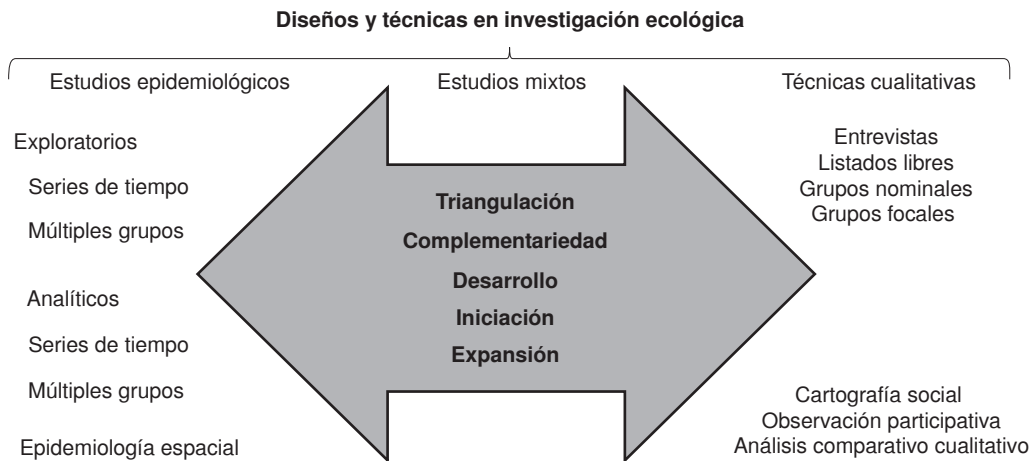 Diseños y técnicas en investigación ecológica
Estudios epidemiológicos
Exploratorios
Series de tiempo
Múltiples grupos
Analíticos
Series de tiempo
Múltiples grupos
Epidemiología espacial
Estudios mixtos
Triangulación
Complementariedad
Desarrollo
Iniciación
Expansión
Técnicas cualitativas
Entrevistas
Listados libres
Grupos nominales
Grupos focales
Cartografía social
Observación participativa
Análisis comparativo cualitativo